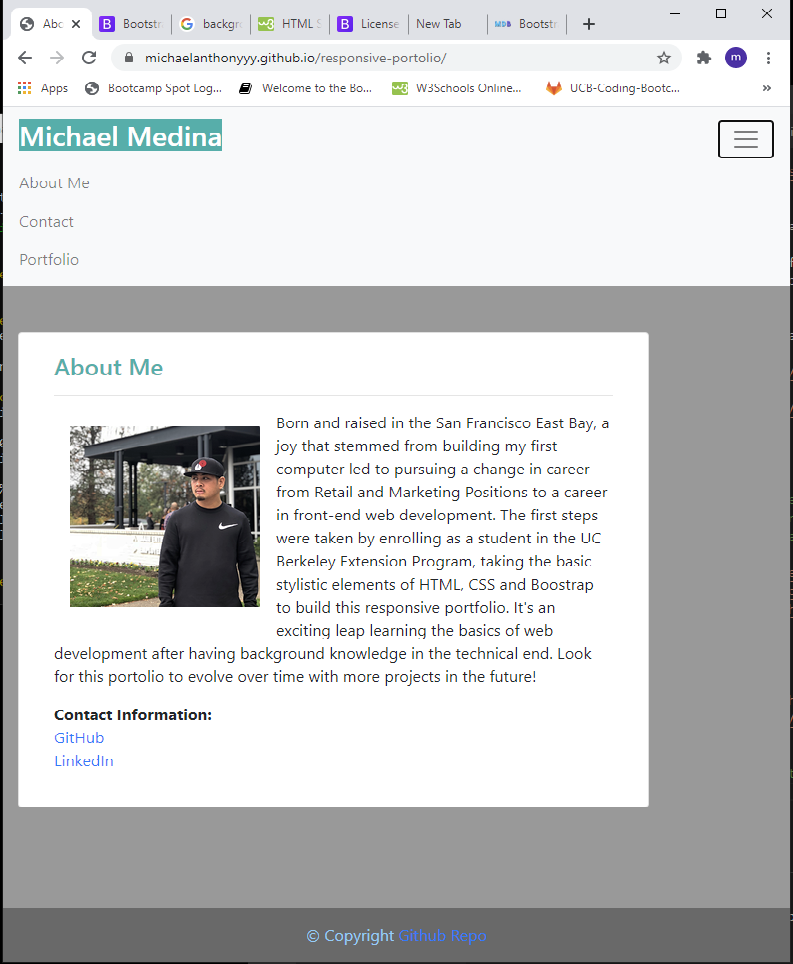 Abc
Bootstr
backgr
HTML S
License
New Tab
Bootstr
michaelanthonyyy.github.io/responsive-portolio/
m
Apps
Bootcamp Spot Log...
Welcome to the Bo...
W3Schools Online...
UCB-Coding-Bootc...
Michael Medina
About Me
Contact
Portfolio
About Me
Born and raised in the San Francisco East Bay, a
joy that stemmed from building my first
computer led to pursuing a change in career
from Retail and Marketing Positions to a career
in front-end web development. The first steps
were taken by enrolling as a student in the UC
Berkeley Extension Program, taking the basic
stylistic elements of HTML, CSS and Boostrap
to build this responsive portfolio. It's an
exciting leap learning the basics of web
development after having background knowledge in the technical end. Look
for this portolio to evolve over time with more projects in the future!
Contact Information:
GitHub
LinkedIn
© Copyright Github Repo